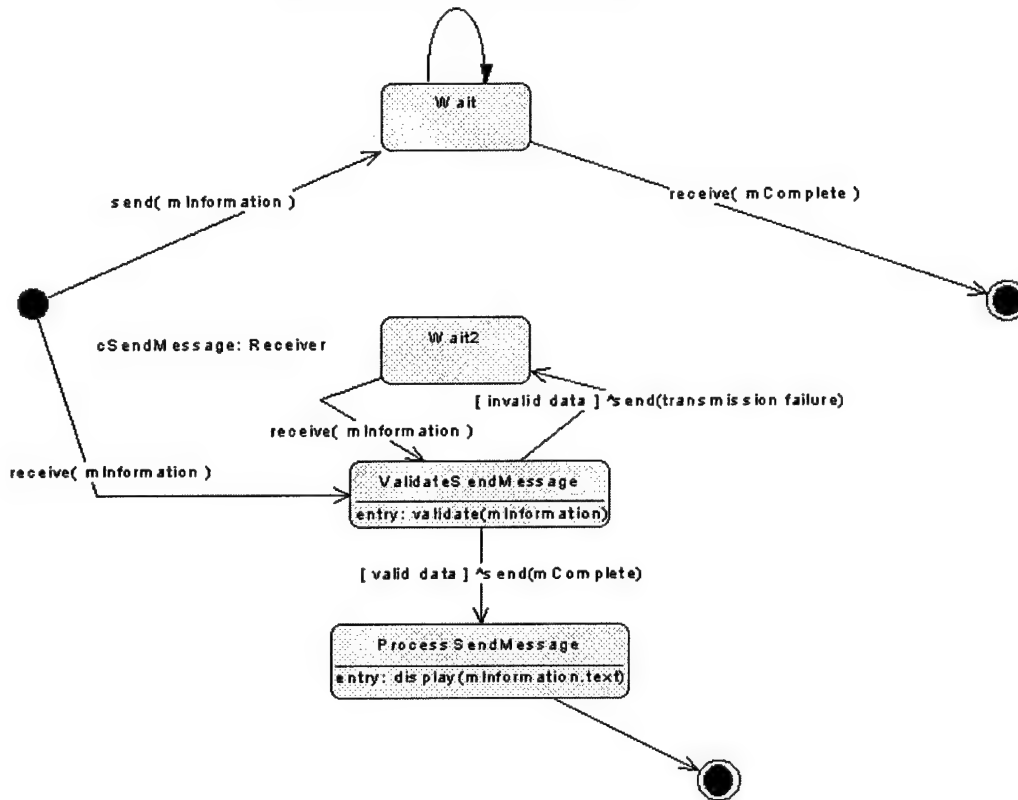 Wait
send( mInformation )
receive( mComplete )
cSendMessage: Receiver
Wait2
[ invalid data ] ^send(transmission failure)
receive( mInformation )
receive( mInformation )
ValidateSendMessage
entry: validate(mInformation)
[ valid data ] ^send(mComplete)
ProcessSendMessage
entry: display(mInformation.text)